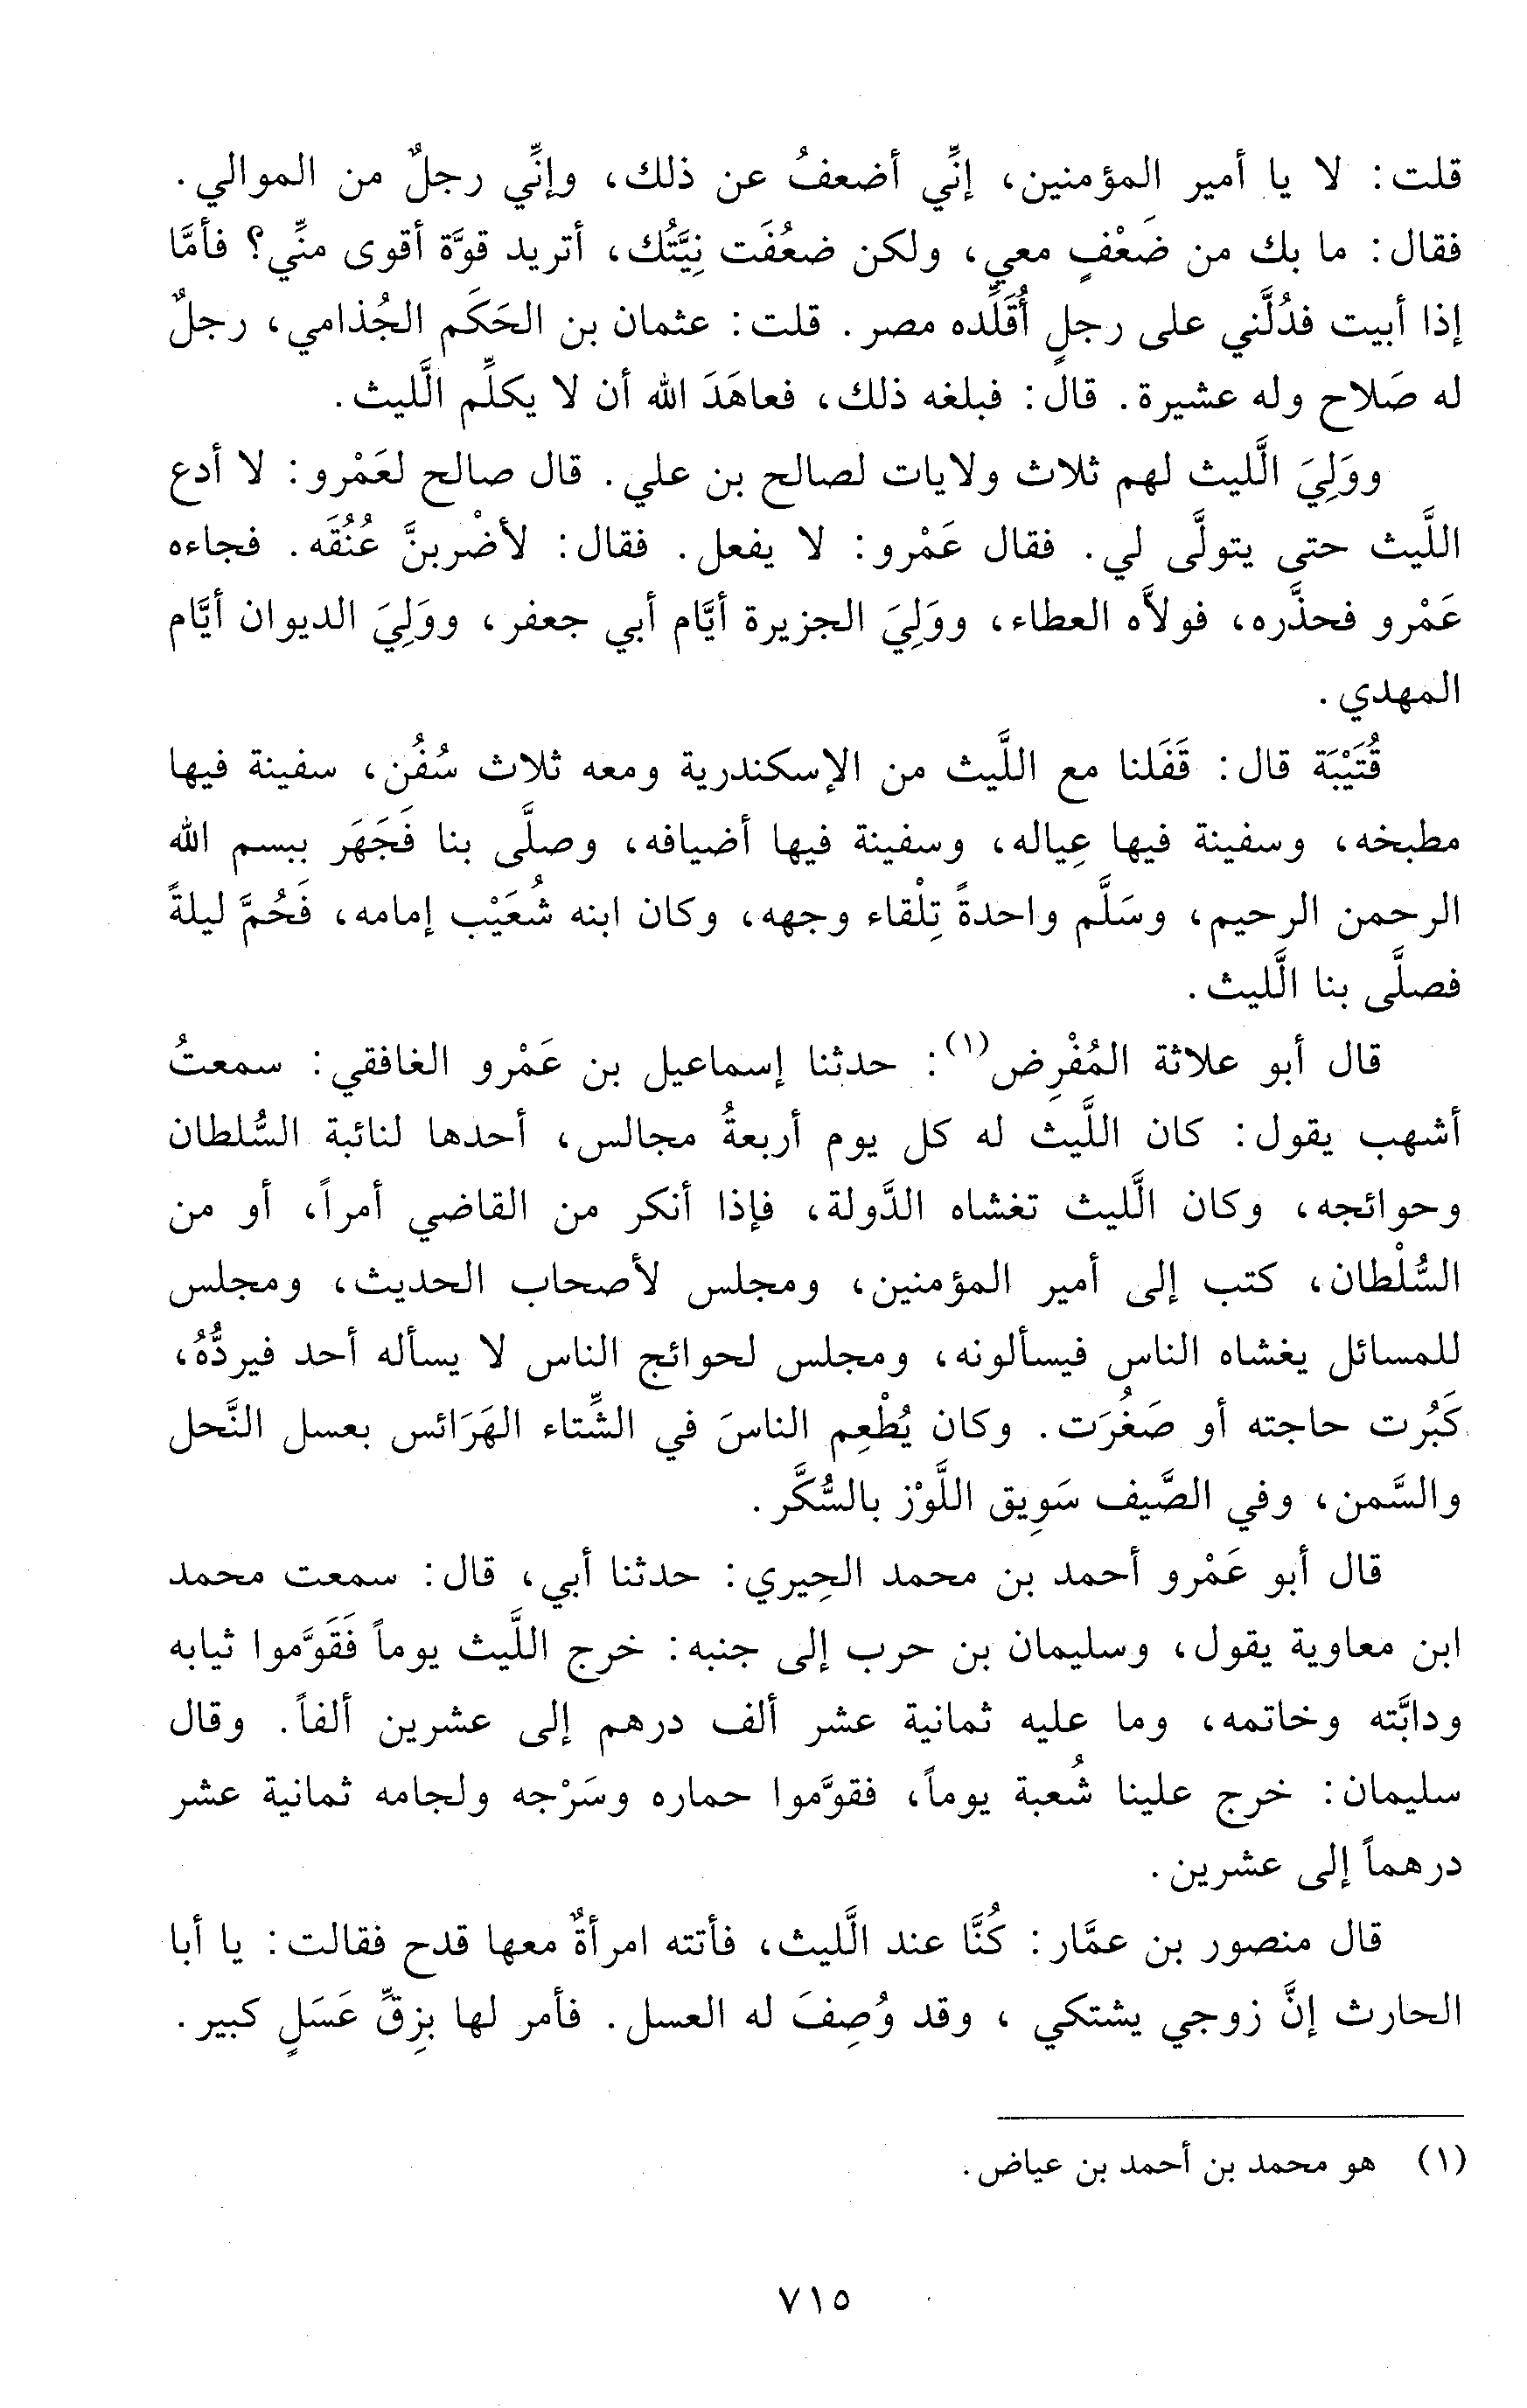 قلت: لا يا أمير المؤمنين، إنِّي أضعفُ عن ذلك، وإنِّي رجلٌ من الموالي.
فقال: ما بك من ضَعْفٍ معي، ولكن ضعُفَت نِيَّتُك، أتريد قوَّة أقوى منِّي؟ فأمَّا
إذا أبيت فدُلَّني على رجلٍ أُقَلِّده مصر. قلت: عثمان بن الحَكَم الجُذامي، رجلٌ
له صَلاح وله عشيرة. قال: فبلغه ذلك، فعاهَدَ الله أن لا يكلِّم الَّليث.
ووَلِيَ الَّليث لهم ثلاث ولايات لصالح بن علي. قال صالح لعَمْرو: لا أدع
اللَّيث حتى يتولَّى لي. فقال عَمْرو: لا يفعل. فقال: لأضْربنَّ عُنُقَه. فجاءه
عَمْرو فحذَّره، فولاَّه العطاء، ووَلِيَ الجزيرة أيَّام أبي جعفر، ووَلِيَ الديوان أيَّام
المهدي.
قُتَيْبَة قال: قَفَلنا مع اللَّيث من الإسكندرية ومعه ثلاث سُفُن، سفينة فيها
مطبخه، وسفينة فيها عِياله، وسفينة فيها أضيافه، وصلَّى بنا فَجَهَر ببسم الله
الرحمن الرحيم، وسَلَّم واحدةً تِلْقاء وجهه، وكان ابنه شُعَيْب إمامه، فَحُمَّ ليلةً
فصلَّى بنا الَّليث.
قال أبو علاثة المُفْرِض(١): حدثنا إسماعيل بن عَمْرو الغافقي: سمعتُ
أشهب يقول: كان اللَّيث له كل يوم أربعةُ مجالس، أحدها لنائبة السُّلطان
وحوائجه، وكان الَّليث تغشاه الدَّولة، فإذا أنكر من القاضي أمراً، أو من
السُّلْطان، كتب إلى أمير المؤمنين، ومجلس لأصحاب الحديث، ومجلس
للمسائل يغشاه الناس فيسألونه، ومجلس لحوائج الناس لا يسأله أحد فيردُّهُ،
كَبُرت حاجته أو صَغُرَت. وكان يُطْعِم الناسَ في الشِّتاء الهَرَائس بعسل النَّحل
والسَّمن، وفي الصَّيف سَوِيق اللَّوْز بالسُّكَّر.
قال أبو عَمْرو أحمد بن محمد الحِيري: حدثنا أبي، قال: سمعت محمد
ابن معاوية يقول، وسليمان بن حرب إلى جنبه: خرج اللَّيث يوماً فَقَوَّموا ثيابه
ودابَّته وخاتمه، وما عليه ثمانية عشر ألف درهم إلى عشرين ألفاً. وقال
سليمان: خرج علينا شُعبة يوماً، فقوَّموا حماره وسَرْجه ولجامه ثمانية عشر
درهماً إلى عشرين.
قال منصور بن عمَّار: كُنَّا عند الَّليث، فأتته امرأةٌ معها قدح فقالت: يا أبا
الحارث إنَّ زوجي يشتكي ، وقد وُصِفَ له العسل. فأمر لها بِزِقِّ عَسَلٍ كبير.
(١) هو محمد بن أحمد بن عياض.
٧١٥